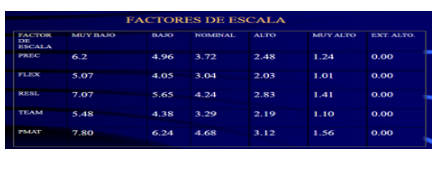 FACTORES DE ESCALA
FACTOR DE ESCALA MUY BAJO BAJO NOMINAL ALTO MUY ALTO EXT. ALTO.
PREC 6.2 4.96 3.72 2.48 1.24 0.00
FLEX 5.07 4.05 3.04 2.03 1.01 0.00
RESL 7.07 5.65 4.24 2.83 1.41 0.00
TEAM 5.48 4.38 3.29 2.19 1.10 0.00
PMAT 7.80 6.24 4.68 3.12 1.56 0.00